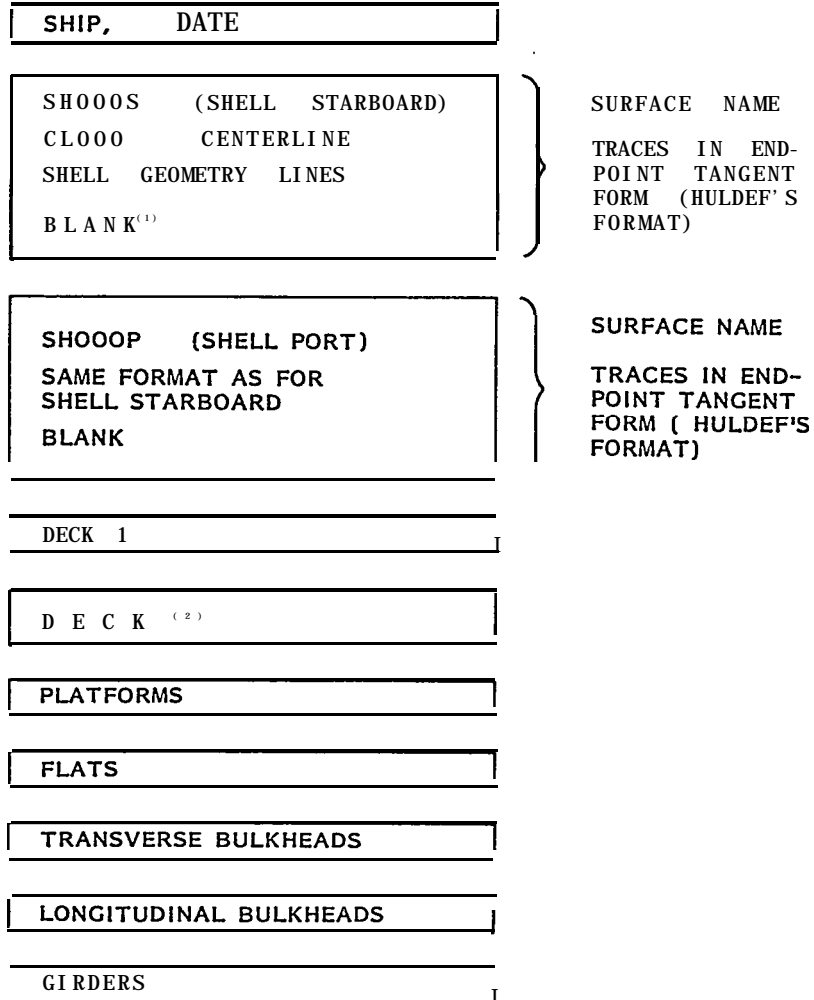 SHIP, DATE
SHOOOS (SHELL STARBOARD)
CLOOO CENTERLINE
SHELL GEOMETRY LINES
BLANK(1)
SURFACE NAME
TRACES IN END-
POINT TANGENT
FORM (HULDEF'S
FORMAT)
SHOOOP (SHELL PORT)
SAME FORMAT AS FOR
SHELL STARBOARD
BLANK
SURFACE NAME
TRACES IN END-
POINT TANGENT
FORM ( HULDEF'S
FORMAT)
DECK 1
DECK (2)
PLATFORMS
FLATS
TRANSVERSE BULKHEADS
LONGITUDINAL BULKHEADS
GIRDERS